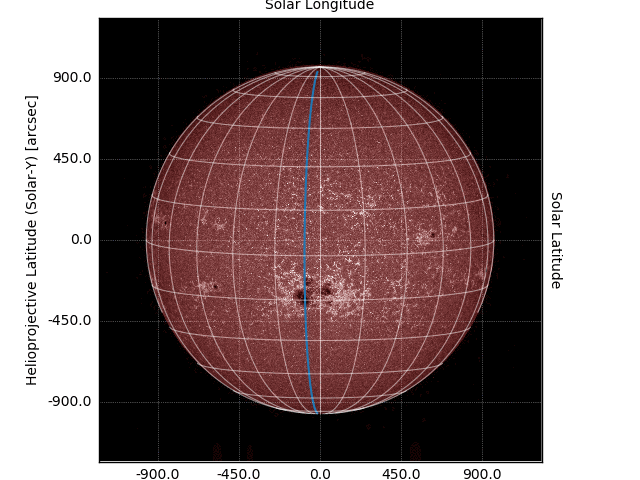 Solar Longitude
Helioprojective Latitude (Solar-Y) [arcsec]
900.0
450.0
0.0
-450.0
-900.0
Solar Latitude
-900.0 -450.0 0.0 450.0 900.0